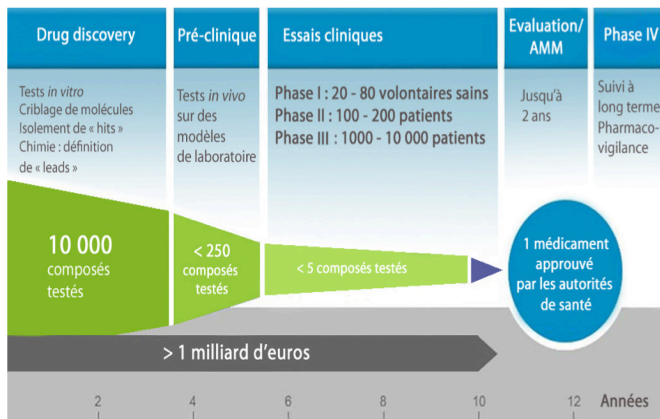 Drug discovery
Pré-clinique
Essais cliniques
Evaluation/
AMM
Phase IV
Tests in vitro
Criblage de molécules
Isolement de « hits »
Chimie : définition
de « leads »
Tests in vivo
sur des
modèles
de laboratoire
Phase I : 20 - 80 volontaires sains
Phase II : 100 - 200 patients
Phase III : 1000 - 10 000 patients
Jusqu'à
2 ans
Suivi à
long terme
Pharmaco-
vigilance
10 000
composés
testés
< 250
composés
testés
< 5 composés testés
1 médicament
approuvé
par les autorités
de santé
> 1 milliard d'euros
2 4 6 8 10 12 Années